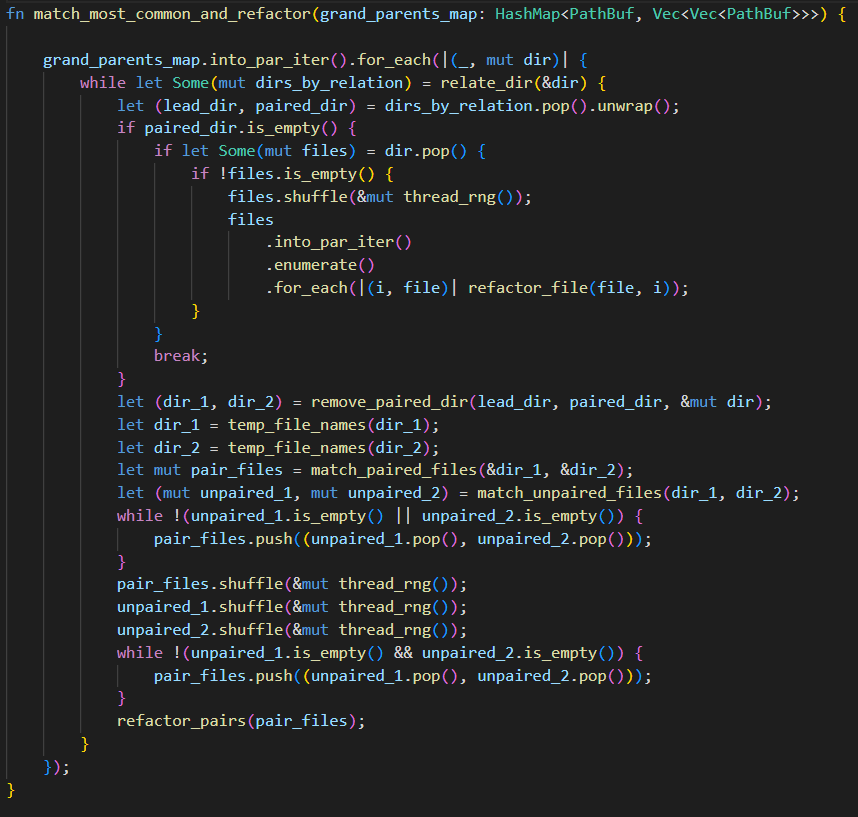 fn match_most_common_and_refactor(grand_parents_map: HashMap<PathBuf, Vec<Vec<PathBuf>>>) {
    grand_parents_map.into_par_iter().for_each(|(_, mut dir)| {
        while let Some(mut dirs_by_relation) = relate_dir(&dir) {
            let (lead_dir, paired_dir) = dirs_by_relation.pop().unwrap();
            if paired_dir.is_empty() {
                if let Some(mut files) = dir.pop() {
                    if !files.is_empty() {
                        files.shuffle(&mut thread_rng());
                        files
                            .into_par_iter()
                            .enumerate()
                            .for_each(|(i, file)| refactor_file(file, i));
                    }
                }
                break;
            }
            let (dir_1, dir_2) = remove_paired_dir(lead_dir, paired_dir, &mut dir);
            let dir_1 = temp_file_names(dir_1);
            let dir_2 = temp_file_names(dir_2);
            let mut pair_files = match_paired_files(&dir_1, &dir_2);
            let (mut unpaired_1, mut unpaired_2) = match_unpaired_files(dir_1, dir_2);
            while !(unpaired_1.is_empty() || unpaired_2.is_empty()) {
                pair_files.push((unpaired_1.pop(), unpaired_2.pop()));
            }
            pair_files.shuffle(&mut thread_rng());
            unpaired_1.shuffle(&mut thread_rng());
            unpaired_2.shuffle(&mut thread_rng());
            while !(unpaired_1.is_empty() && unpaired_2.is_empty()) {
                pair_files.push((unpaired_1.pop(), unpaired_2.pop()));
            }
            refactor_pairs(pair_files);
        }
    });
}